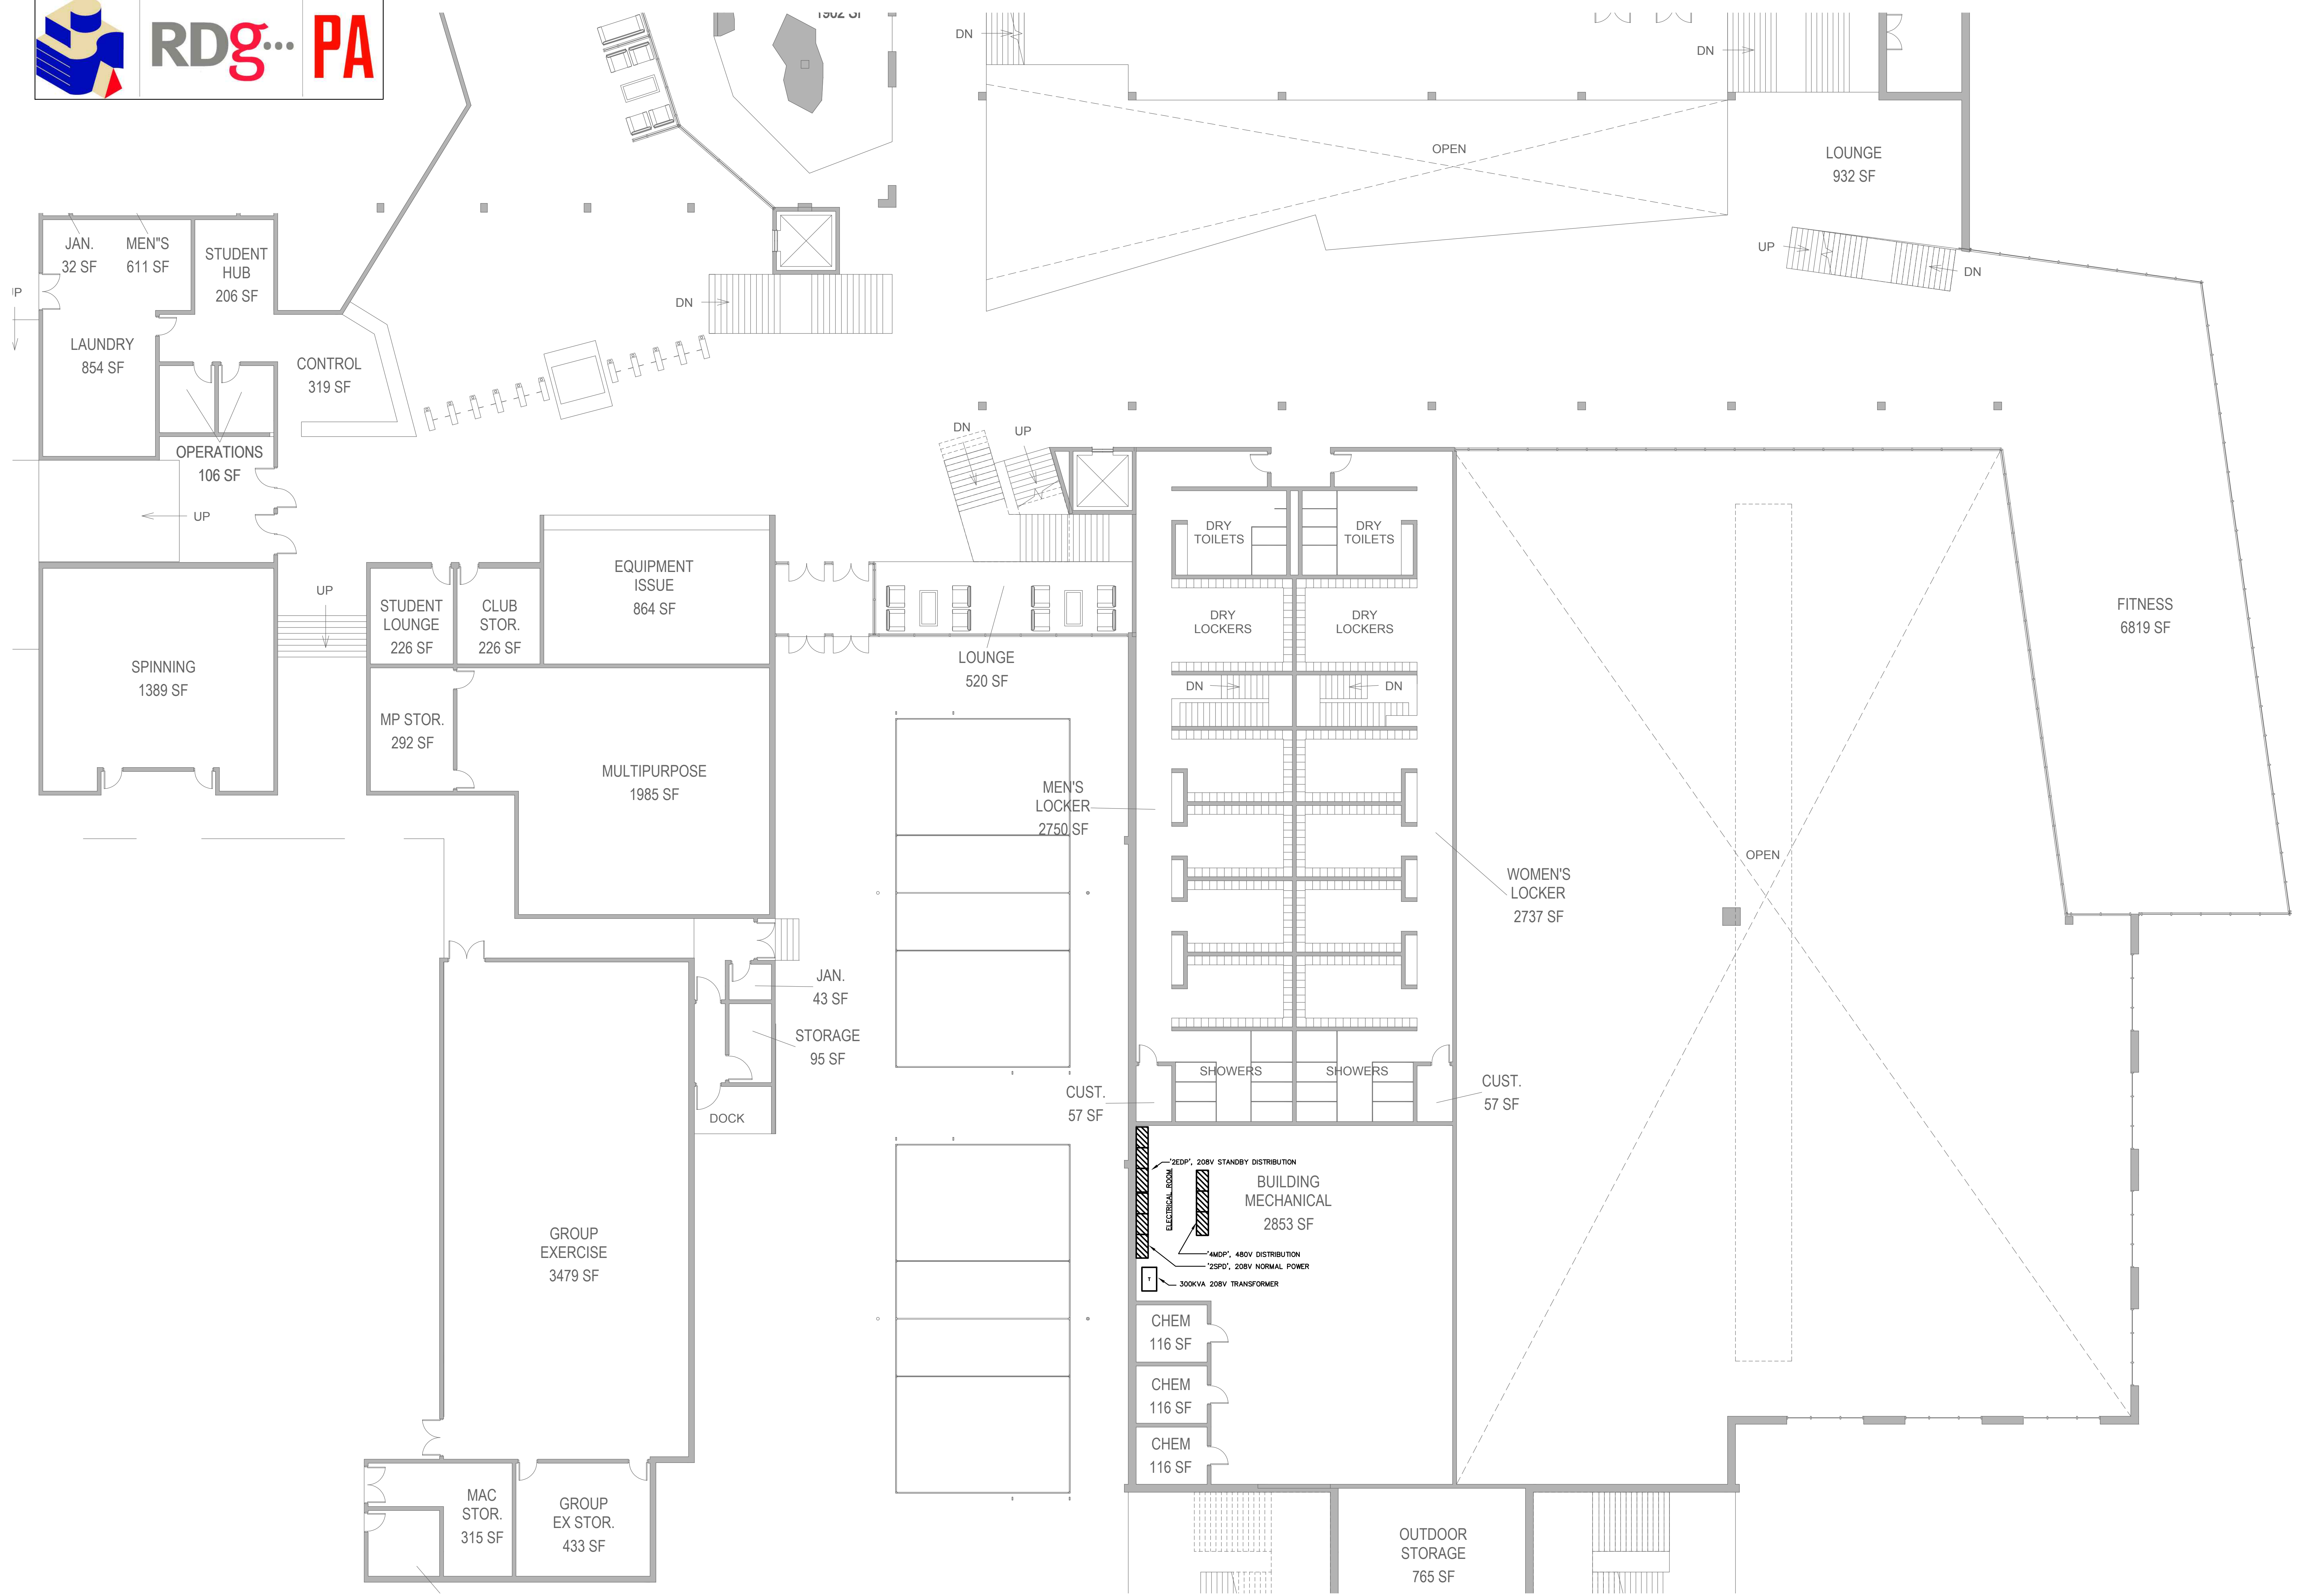 RDg... PA
1902 SF
DN
DN
OPEN
LOUNGE
932 SF
UP
DN
JAN.
32 SF
MEN"S
611 SF
STUDENT
HUB
206 SF
DN
LAUNDRY
854 SF
CONTROL
319 SF
OPERATIONS
106 SF
UP
DN
UP
DRY
TOILETS
DRY
TOILETS
EQUIPMENT
ISSUE
864 SF
UP
STUDENT
LOUNGE
226 SF
CLUB
STOR.
226 SF
DRY
LOCKERS
DRY
LOCKERS
FITNESS
6819 SF
SPINNING
1389 SF
LOUNGE
520 SF
DN
DN
MP STOR.
292 SF
MULTIPURPOSE
1985 SF
MEN'S
LOCKER
2750 SF
OPEN
WOMEN'S
LOCKER
2737 SF
JAN.
43 SF
STORAGE
95 SF
SHOWERS
SHOWERS
CUST.
57 SF
CUST.
57 SF
DOCK
'2EDP', 208V STANDBY DISTRIBUTION
ELECTRICAL ROOM
BUILDING
MECHANICAL
2853 SF
'4MDP', 480V DISTRIBUTION
'2SPD', 208V NORMAL POWER
T
300KVA 208V TRANSFORMER
GROUP
EXERCISE
3479 SF
CHEM
116 SF
CHEM
116 SF
CHEM
116 SF
MAC
STOR.
315 SF
GROUP
EX STOR.
433 SF
OUTDOOR
STORAGE
765 SF